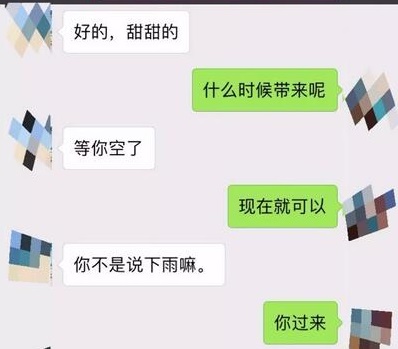 好的，甜甜的
什么时候带来呢
等你空了
现在就可以
你不是说下雨嘛。
你过来